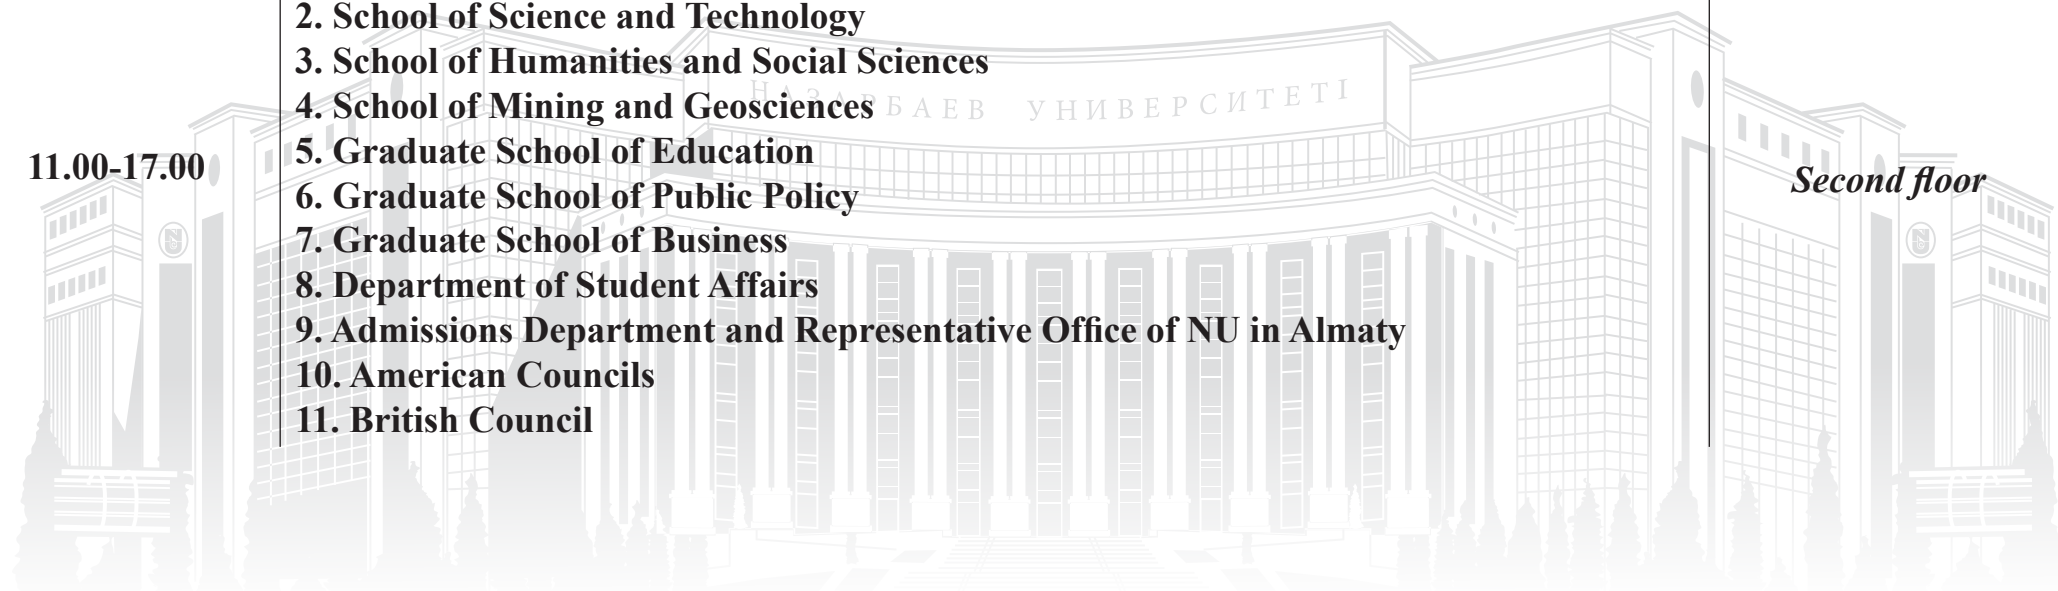 2. School of Science and Technology
3. School of Humanities and Social Sciences
НАЗАРБАЕВ УНИВЕРСИТЕТІ
4. School of Mining and Geosciences
5. Graduate School of Education
11.00-17.00
Second floor
6. Graduate School of Public Policy
7. Graduate School of Business
8. Department of Student Affairs
9. Admissions Department and Representative Office of NU in Almaty
10. American Councils
11. British Council